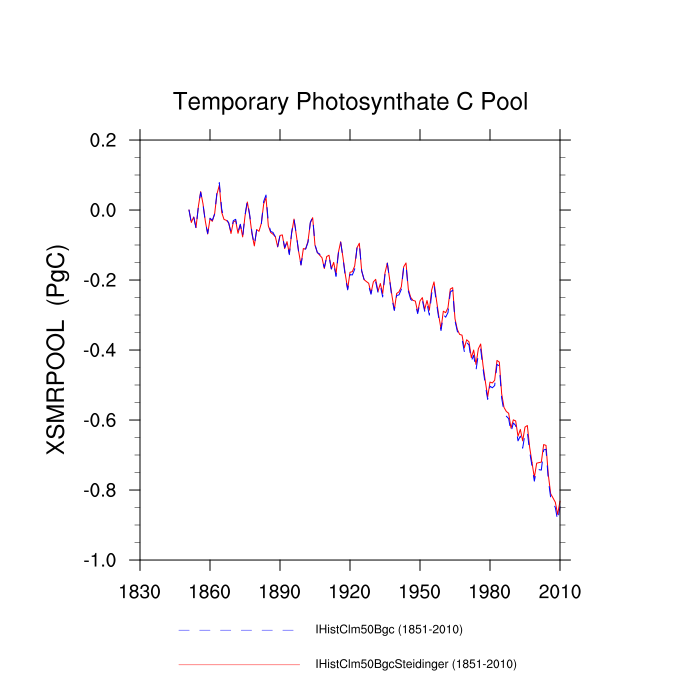 Temporary Photosynthate C Pool
XSMRPOOL (PgC)
0.2
0.0
-0.2
-0.4
-0.6
-0.8
-1.0
1830 1860 1890 1920 1950 1980 2010
IHistClm50Bgc (1851-2010)
IHistClm50BgcSteidinger (1851-2010)